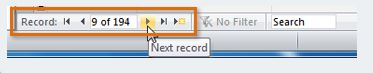 Record: 9 of 194 No Filter Search
Next record